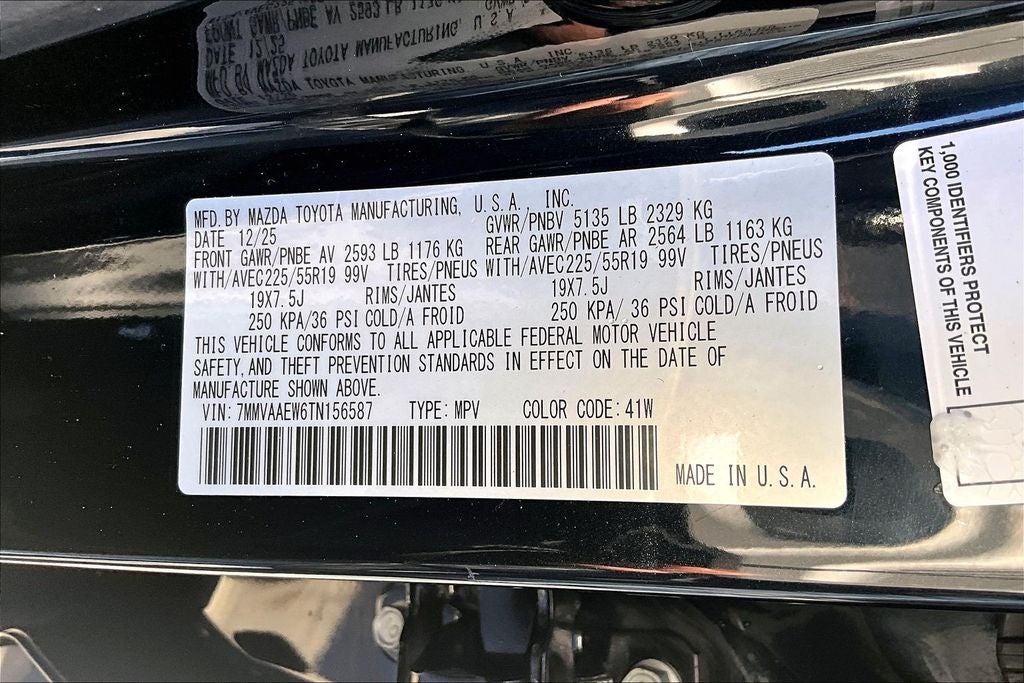 MFD. BY MAZDA TOYOTA MANUFACTURING, U.S.A., INC.
DATE 12/25 GVWR/PNBV 5135 LB 2329 KG
FRONT GAWR/PNBE AV 2593 LB 1176 KG REAR GAWR/PNBE AR 2564 LB 1163 KG
WITH/AVEC225/55R19 99V TIRES/PNEUS WITH/AVEC225/55R19 99V TIRES/PNEUS
19X7.5J RIMS/JANTES 19X7.5J RIMS/JANTES
250 KPA/36 PSI COLD/A FROID 250 KPA/ 36 PSI COLD/A FROID
THIS VEHICLE CONFORMS TO ALL APPLICABLE FEDERAL MOTOR VEHICLE
SAFETY, AND THEFT PREVENTION STANDARDS IN EFFECT ON THE DATE OF
MANUFACTURE SHOWN ABOVE.
VIN: 7MMVAAEW6TN156587 TYPE: MPV COLOR CODE: 41W
MADE IN U.S.A.
1,000 IDENTIFIERS PROTECT
KEY COMPONENTS OF THIS VEHICLE